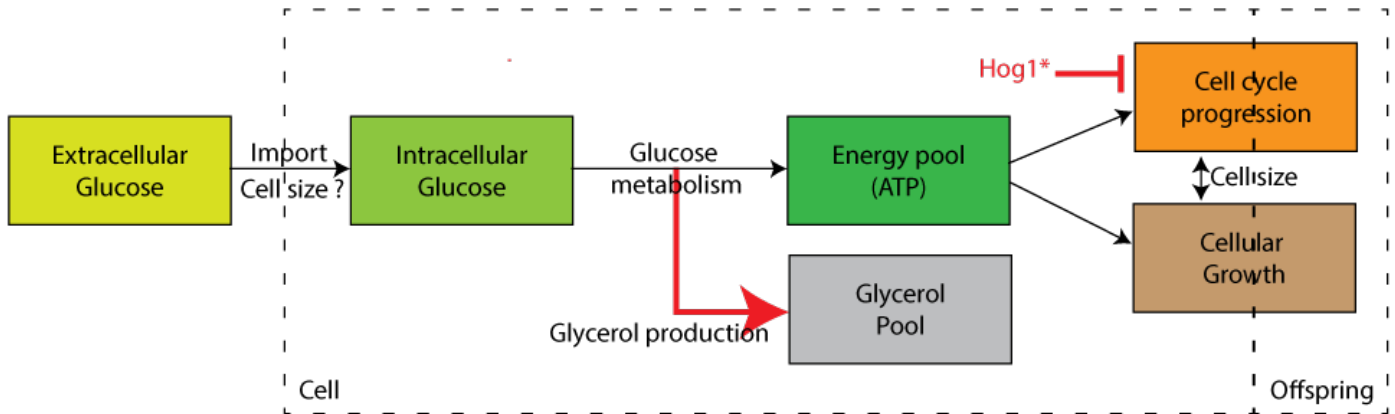 Hog1*
Cell cycle
progression
Extracellular
Glucose
Import
Cell size ?
Intracellular
Glucose
Glucose
metabolism
Energy pool
(ATP)
Cell size
Cellular
Growth
Glycerol production
Glycerol
Pool
Cell
Offspring